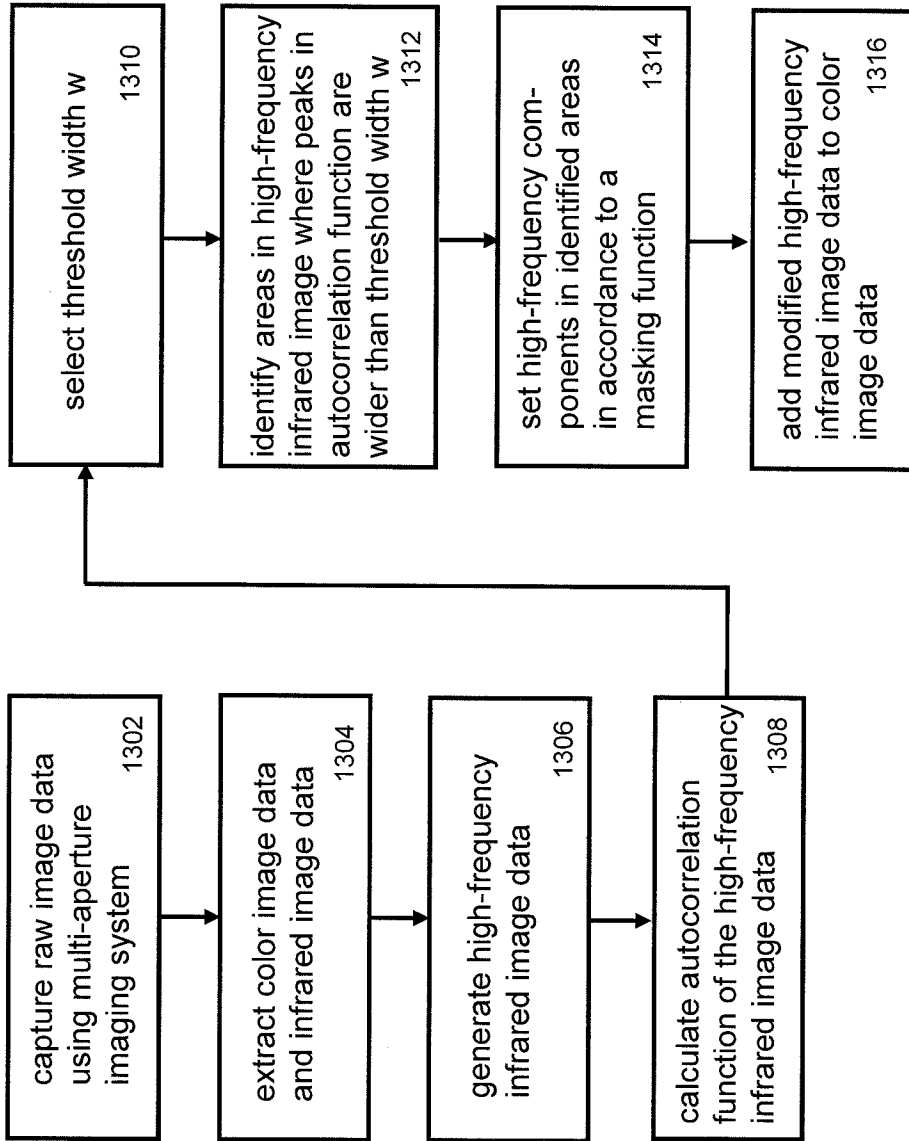 capture raw image data
using multi-aperture
imaging system
1302
extract color image data
and infrared image data
1304
generate high-frequency
infrared image data
1306
calculate autocorrelation
function of the high-frequency
infrared image data
1308
select threshold width w
1310
identify areas in high-frequency
infrared image where peaks in
autocorrelation function are
wider than threshold width w
1312
set high-frequency com-
ponents in identified areas
in accordance to a
masking function
1314
add modified high-frequency
infrared image data to color
image data
1316